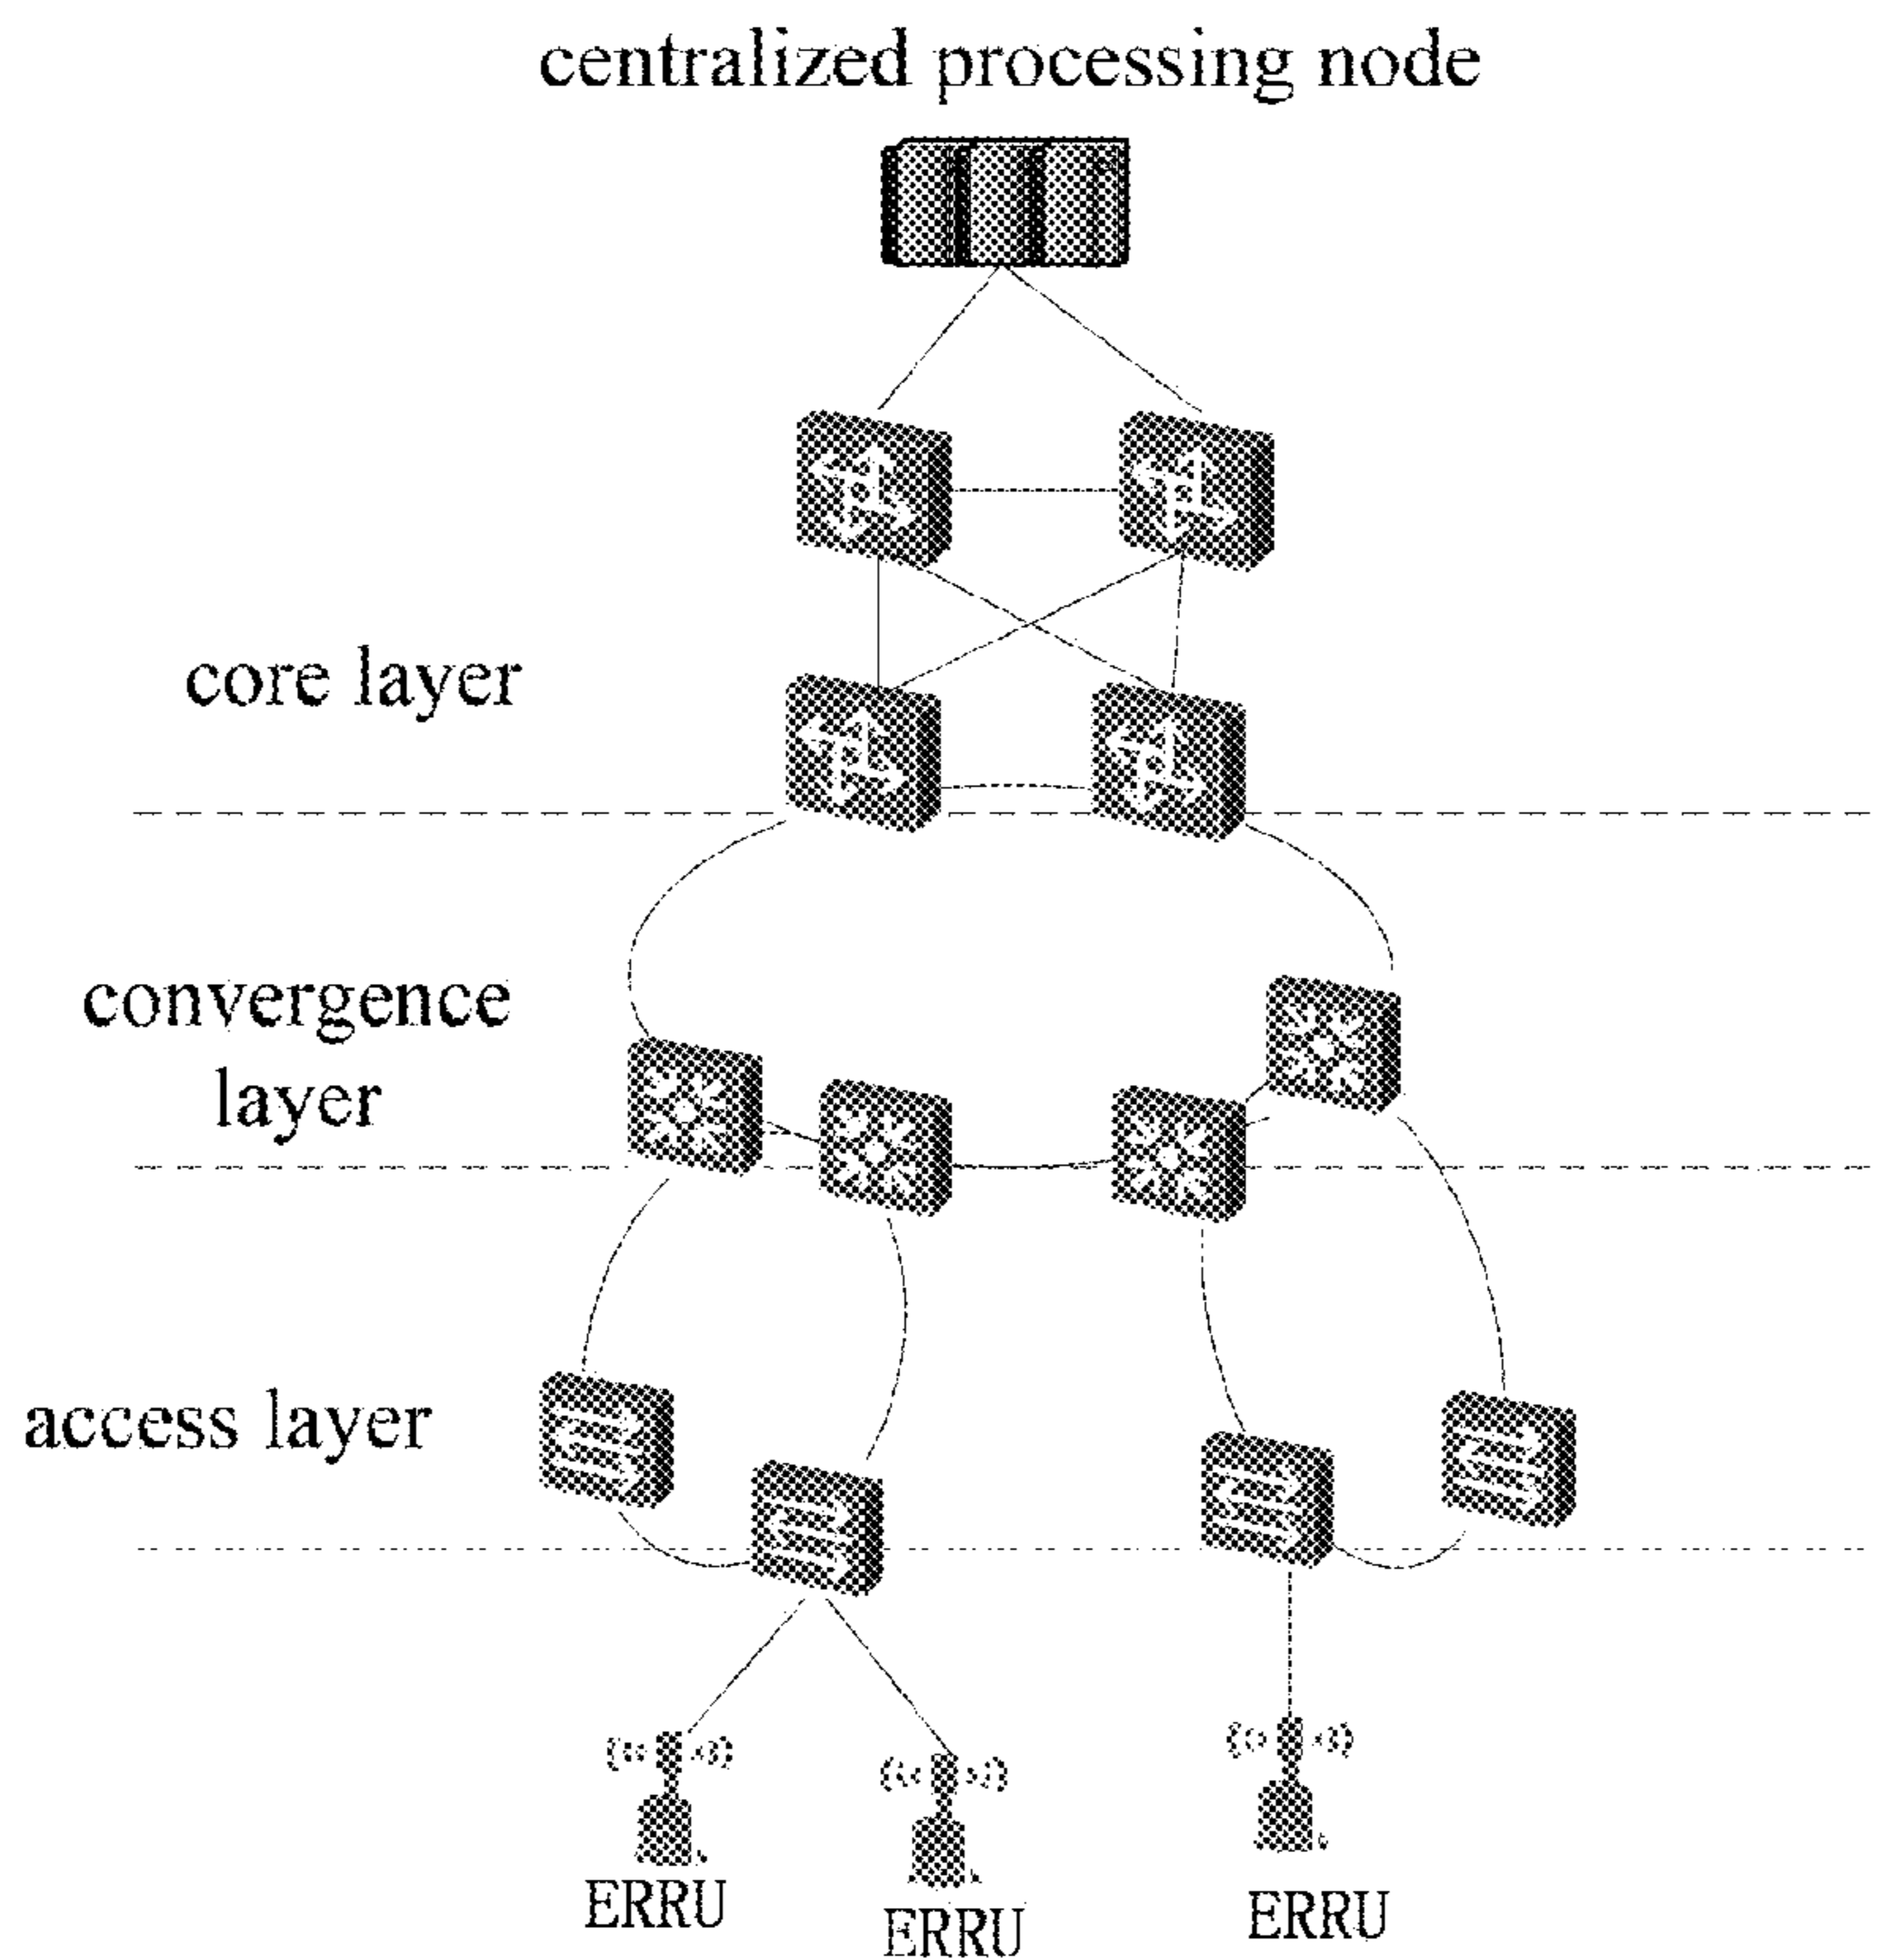 centralized processing node
core layer
convergence
layer
access layer
ERRU
ERRU
ERRU